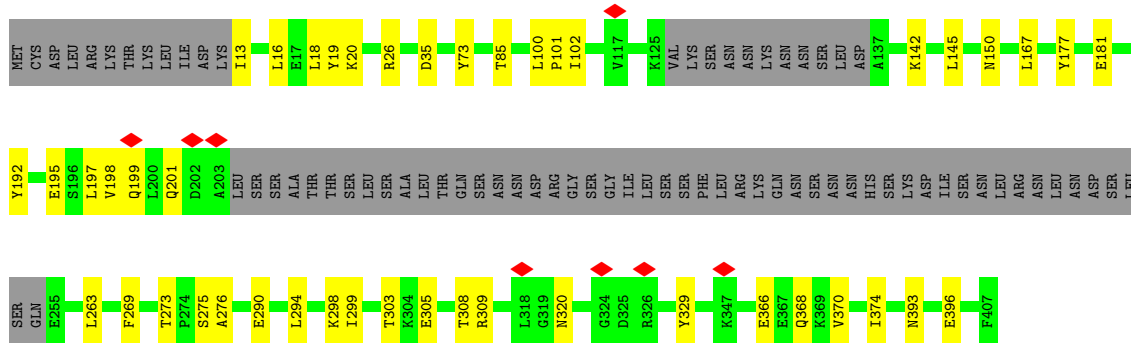 MET CYS ASP LEU ARG LYS THR LYS LEU ILE ASP LYS I13 L16 E17 L18 Y19 K20 R26 D35 Y73 T85 L100 P101 I102 V117 K125 VAL LYS SER ASN ASN LYS ASN ASN SER LEU ASP A137 K142 L145 N150 L167 Y177 E181
Y192 E195 S196 L197 V198 Q199 L200 Q201 D202 A203 LEU SER SER ALA THR THR SER LEU SER ALA LEU THR GLN SER ASN ASN ASP ARG GLY SER GLY ILE LEU SER SER PHE LEU ARG LYS GLN ASN SER ASN ASN HIS SER LYS ASP ILE SER ASN LEU ARG ASN LEU ASN ASP SER LEU
SER GLN E255 L263 F269 T273 P274 S275 A276 E290 L294 K298 I299 T303 K304 E305 T308 R309 L318 G319 N320 G324 D325 R326 Y329 K347 E366 E367 Q368 K369 V370 I374 N393 E396 F407